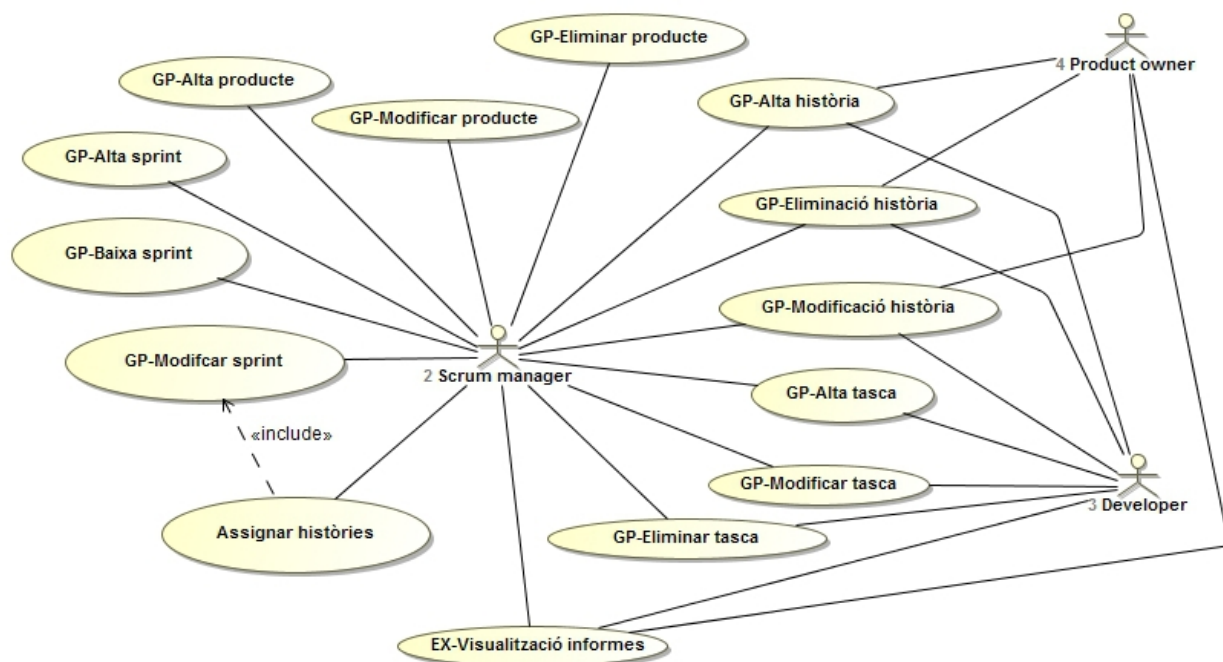 GP-Eliminar producte
4 Product owner
GP-Alta producte
GP-Alta història
GP-Modificar producte
GP-Alta sprint
GP-Eliminació història
GP-Baixa sprint
GP-Modificació història
GP-Modifcar sprint
2 Scrum manager
GP-Alta tasca
«include»
GP-Modificar tasca
3 Developer
Assignar històries
GP-Eliminar tasca
EX-Visualització informes